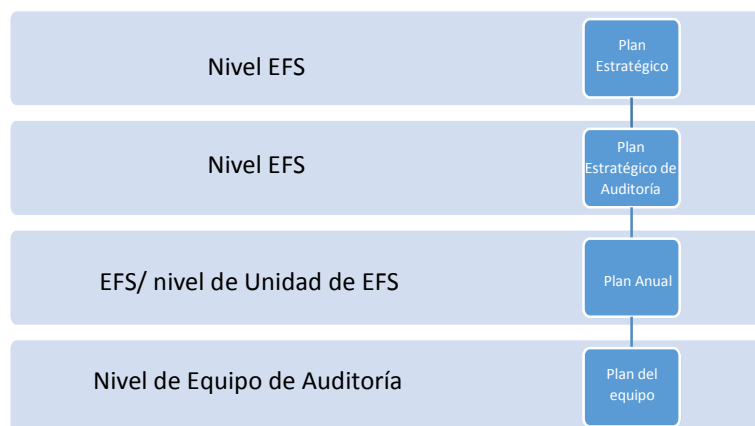 Nivel EFS
Plan
Estratégico
Nivel EFS
Plan
Estratégico de
Auditoría
EFS/ nivel de Unidad de EFS
Plan Anual
Nivel de Equipo de Auditoría
Plan del
equipo